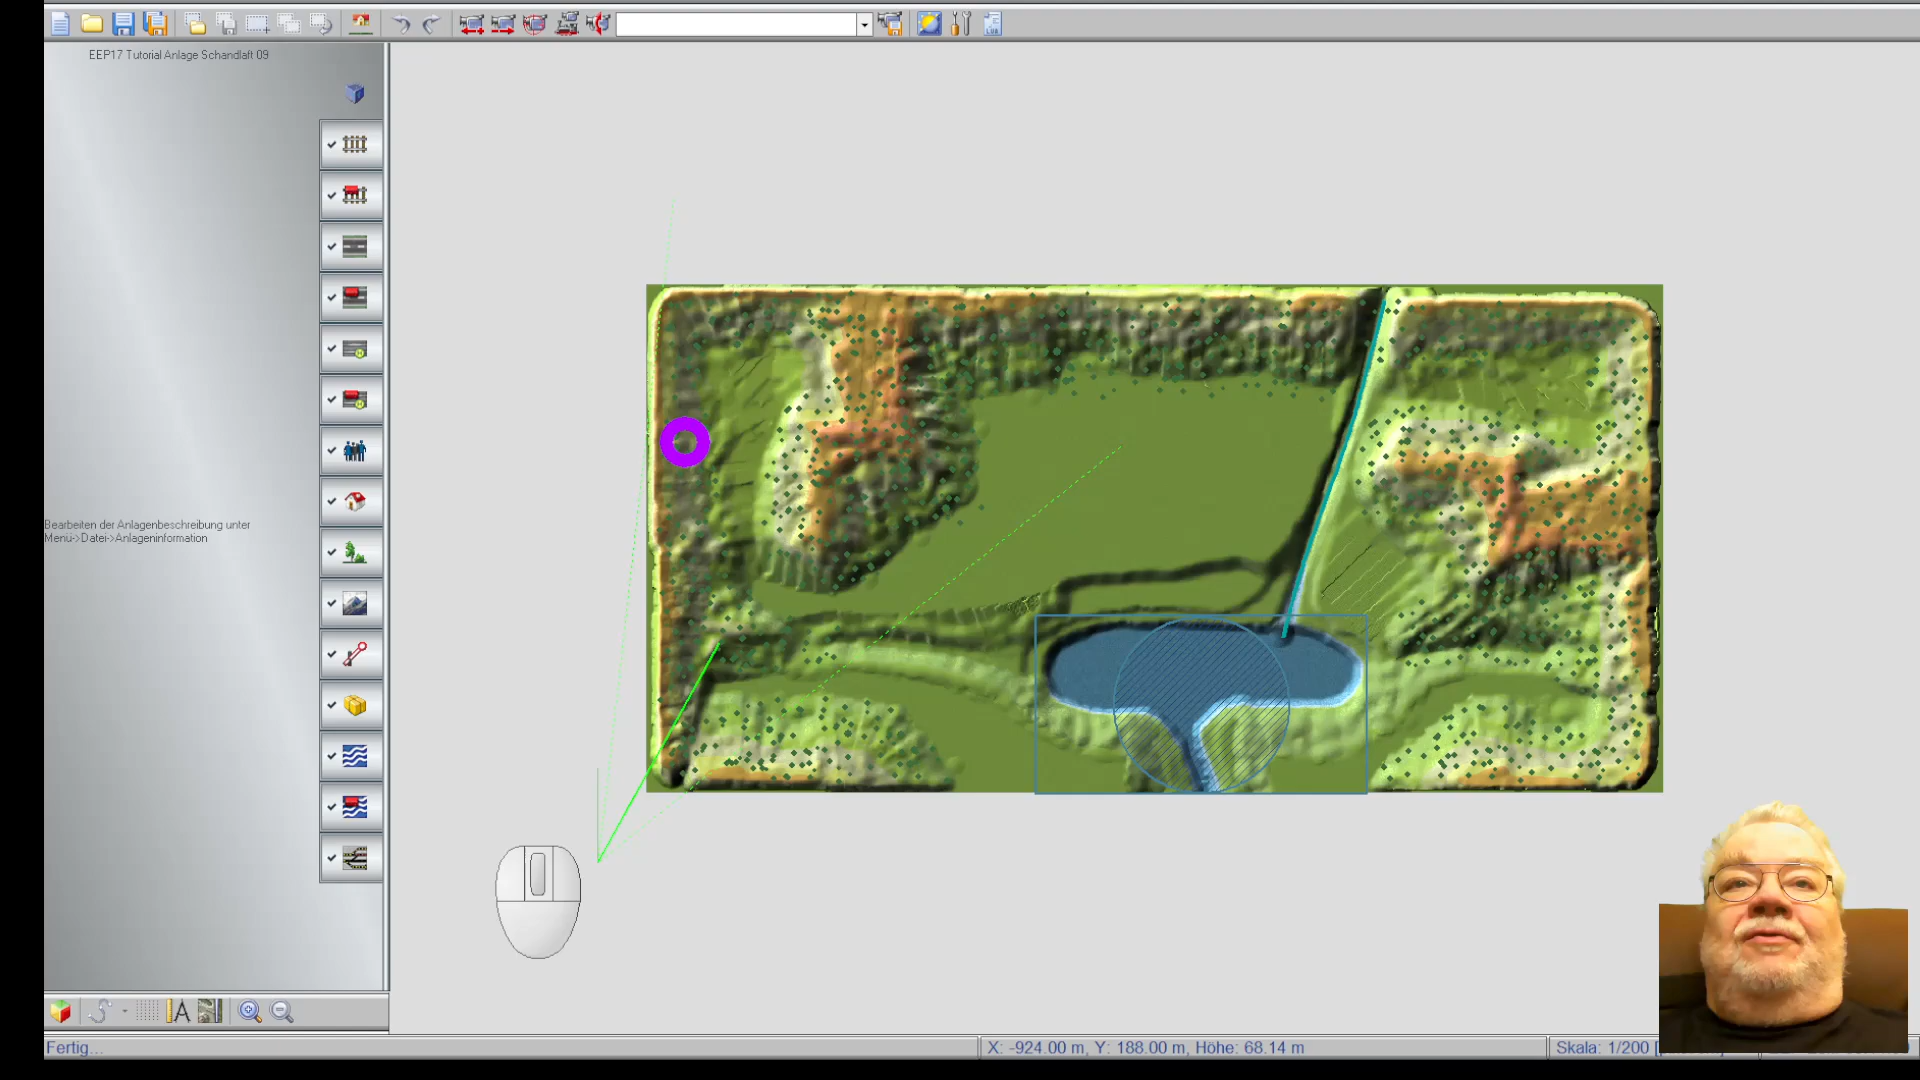 EEP17 Tutorial Anlage Schandlaft 09
Bearbeiten der Anlagenbeschreibung unter
Menü->Datei->Anlageninformation
Fertig...
X: -924.00 m, Y: 188.00 m, Höhe: 68.14 m
Skala: 1/200